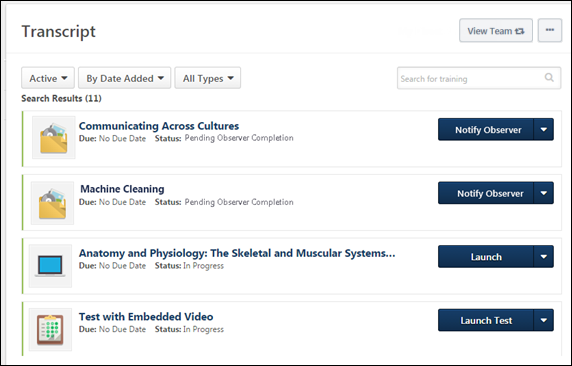 Transcript
View Team
Active
By Date Added
All Types
Search for training
Search Results (11)
Communicating Across Cultures
Due: No Due Date Status: Pending Observer Completion
Notify Observer
Machine Cleaning
Due: No Due Date Status: Pending Observer Completion
Notify Observer
Anatomy and Physiology: The Skeletal and Muscular Systems...
Due: No Due Date Status: In Progress
Launch
Test with Embedded Video
Due: No Due Date Status: In Progress
Launch Test